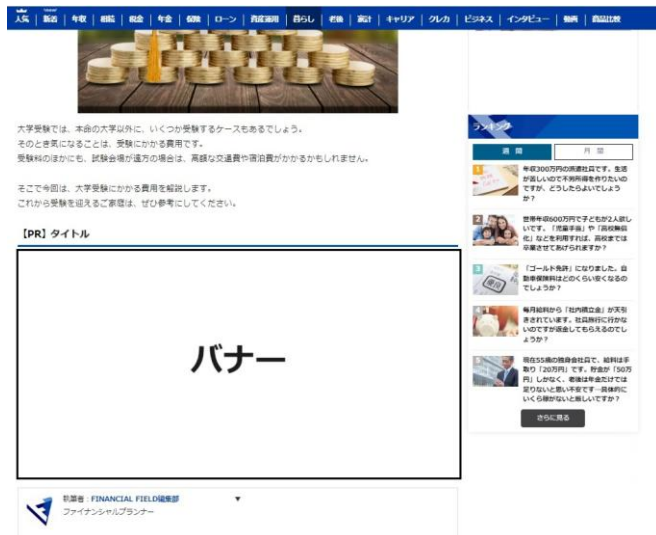 人気 | 新着 | 年収 | 相続 | 税金 | 年金 | 保険 | ローン | 資産運用 | 暮らし | 老後 | 家計 | キャリア | クレカ | ビジネス | インタビュー | 動画 | 商品比較
大学受験では、本命の大学以外に、いくつか受験するケースもあるでしょう。
そのとき気になることは、受験にかかる費用です。
受験料のほかにも、試験会場が遠方の場合は、高額な交通費や宿泊費がかかるかもしれません。
そこで今回は、大学受験にかかる費用を解説します。
これから受験を迎えるご家庭は、ぜひ参考にしてください。
【PR】タイトル
バナー
執筆者 : FINANCIAL FIELD編集部 ▼
ファイナンシャルプランナー
ランキング
週 間
月 間
1
年収300万円の派遣社員です。生活
が苦しいので不労所得を作りたいの
ですが、どうしたらよいでしょう
か?
2
世帯年収600万円で子どもが2人欲し
いです。「児童手当」や「高校無償
化」などを利用すれば、高校までは
卒業させてあげられますか?
3
「ゴールド免許」になりました。自
動車保険料はどのくらい安くなるの
でしょうか?
4
毎月給料から「社内積立金」が天引
きされています。社員旅行に行かな
いのですが返金してもらえるのでし
ょうか?
5
現在55歳の独身会社員で、給料は手
取り「20万円」です。貯金が「50万
円」しかなく、老後は年金だけでは
足りないと思い不安です…具体的に
いくら稼がないと厳しいですか?
さらに見る